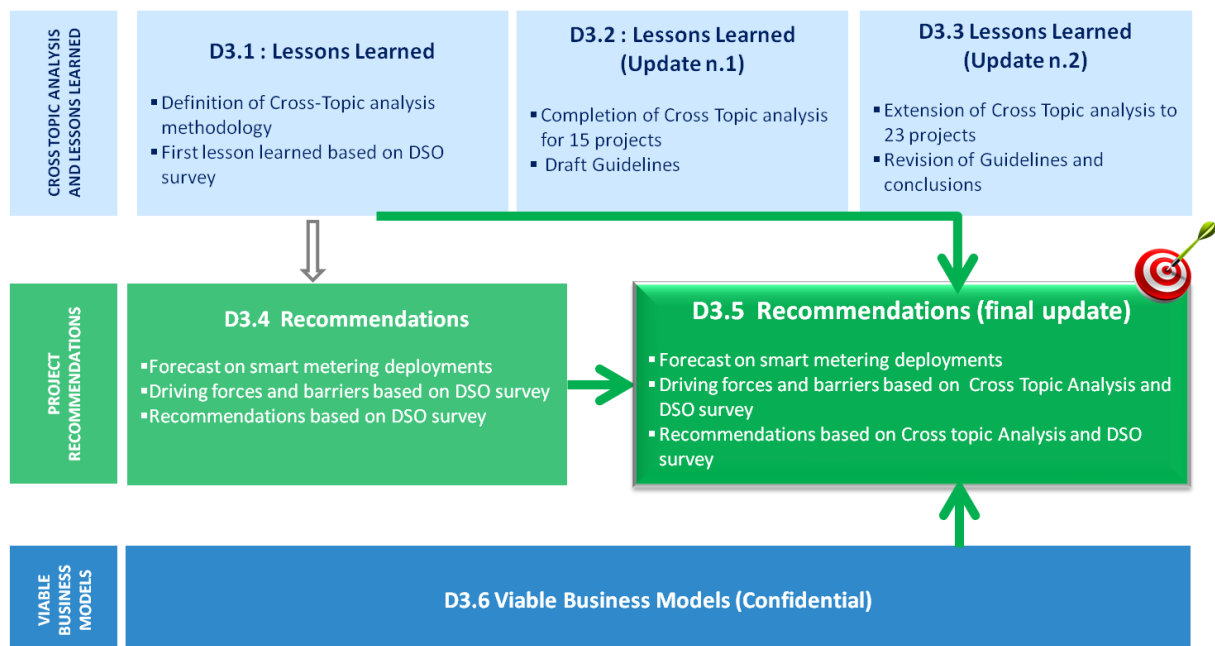 CROSS TOPIC ANALYSIS
AND LESSONS LEARNED
D3.1 : Lessons Learned
▪ Definition of Cross-Topic analysis
methodology
▪ First lesson learned based on DSO
survey
D3.2 : Lessons Learned
(Update n.1)
▪ Completion of Cross Topic analysis
for 15 projects
▪ Draft Guidelines
D3.3 Lessons Learned
(Update n.2)
▪ Extension of Cross Topic analysis to
23 projects
▪ Revision of Guidelines and
conclusions
PROJECT
RECOMMENDATIONS
D3.4 Recommendations
▪ Forecast on smart metering deployments
▪ Driving forces and barriers based on DSO survey
▪ Recommendations based on DSO survey
D3.5 Recommendations (final update)
▪ Forecast on smart metering deployments
▪ Driving forces and barriers based on Cross Topic Analysis and
DSO survey
▪ Recommendations based on Cross topic Analysis and DSO
survey
VIABLE
BUSINESS
MODELS
D3.6 Viable Business Models (Confidential)